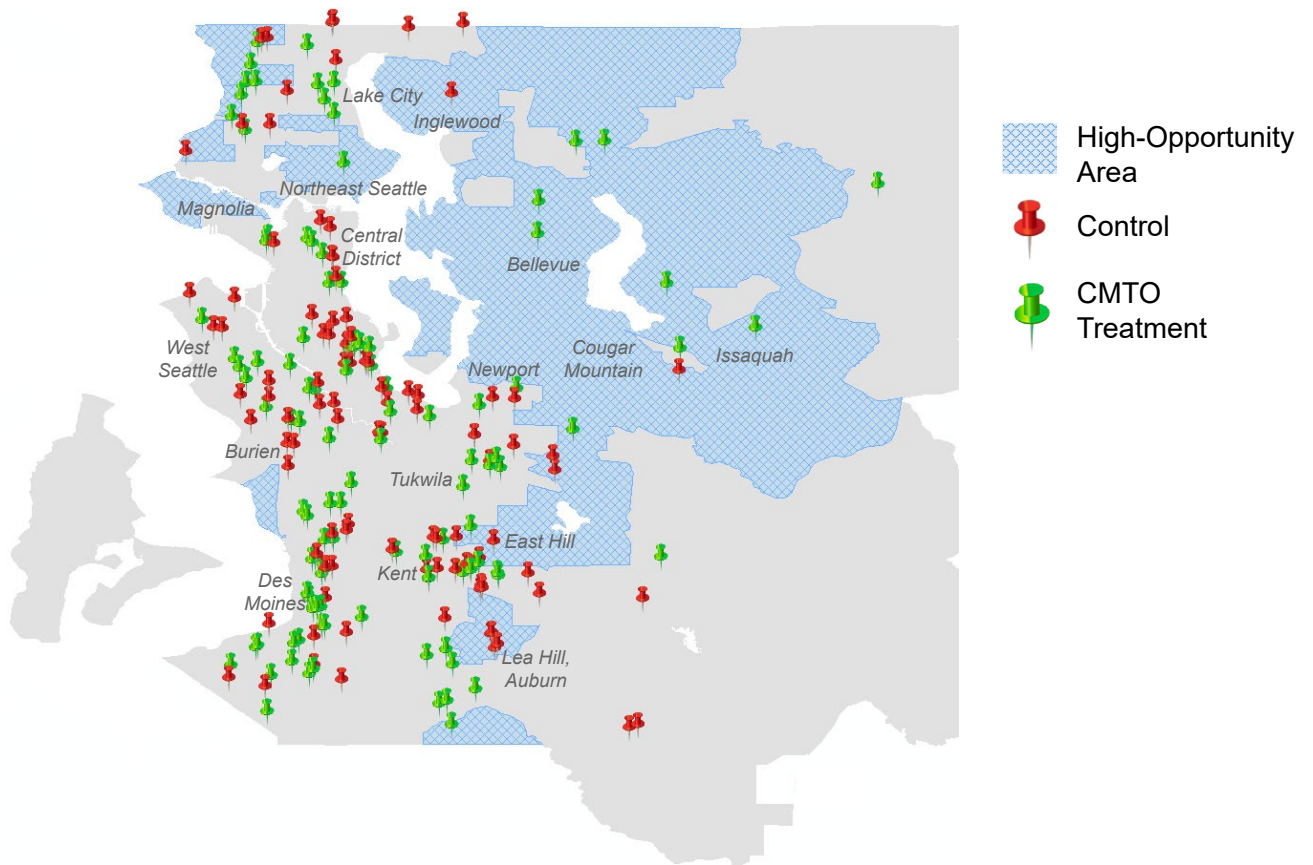 Lake City
Inglewood
Northeast Seattle
Magnolia
Central
District
Bellevue
West
Seattle
Newport
Cougar
Mountain
Issaquah
Burien
Tukwila
East Hill
Kent
Des
Moines
Lea Hill,
Auburn
High-Opportunity
Area
Control
CMTO
Treatment